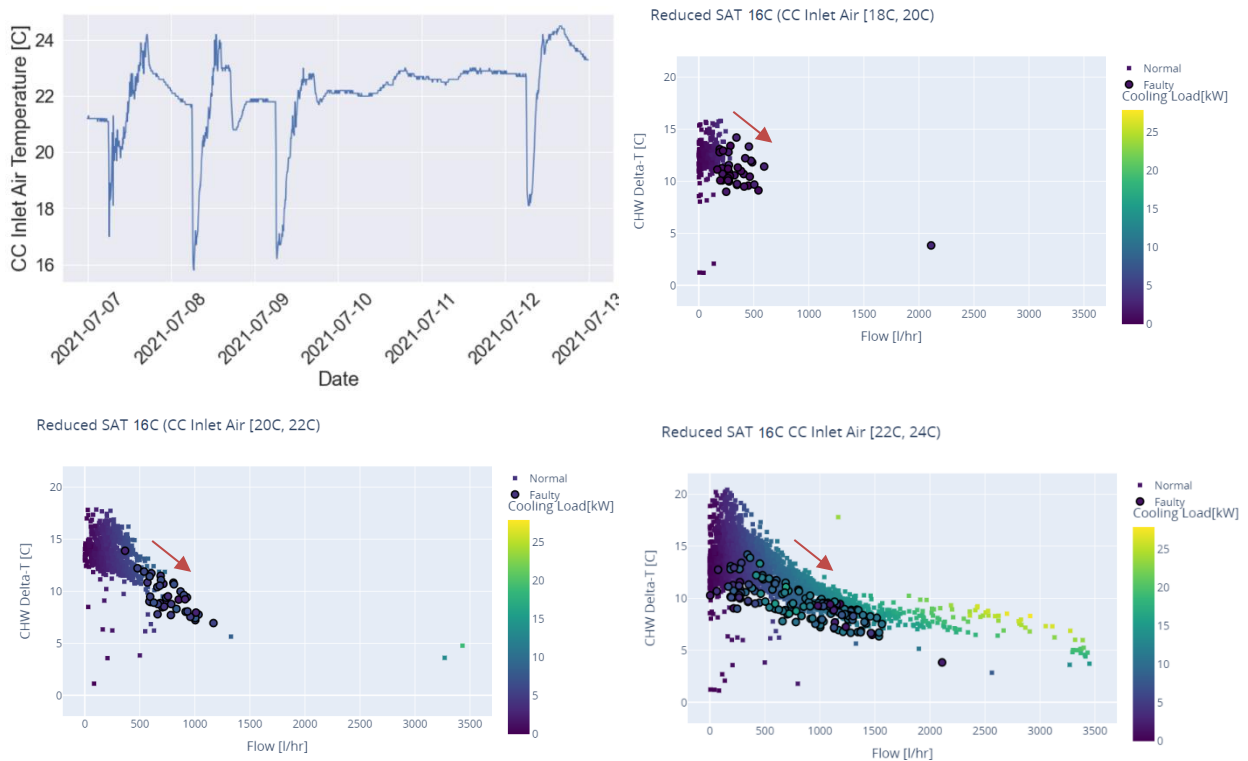 CC Inlet Air Temperature [C]
24
22
20
18
16
2021-07-07
2021-07-08
2021-07-09
2021-07-10
2021-07-11
2021-07-12
2021-07-13
Date
Reduced SAT 16C (CC Inlet Air [18C, 20C)
CHW Delta-T [C]
20
15
10
5
0
0 500 1000 1500 2000 2500 3000 3500
Flow [l/hr]
Normal
Faulty
Cooling Load[kW]
25
20
15
10
5
0
Reduced SAT 16C (CC Inlet Air [20C, 22C)
CHW Delta-T [C]
20
15
10
5
0
0 500 1000 1500 2000 2500 3000 3500
Flow [l/hr]
Normal
Faulty
Cooling Load[kW]
25
20
15
10
5
0
Reduced SAT 16C CC Inlet Air [22C, 24C)
CHW Delta-T [C]
20
15
10
5
0
0 500 1000 1500 2000 2500 3000 3500
Flow [l/hr]
Normal
Faulty
Cooling Load[kW]
25
20
15
10
5
0